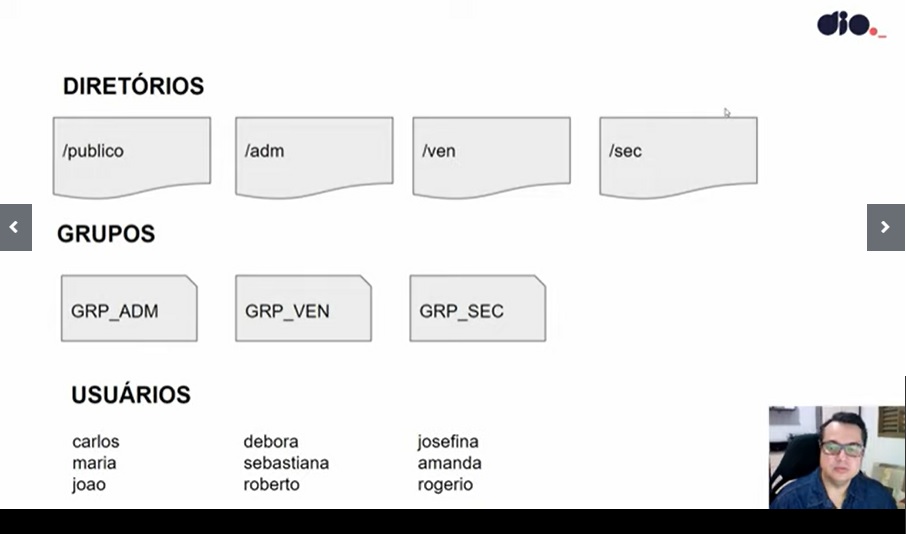 dio._
DIRETÓRIOS
/publico /adm /ven /sec
GRUPOS
GRP_ADM GRP_VEN GRP_SEC
USUÁRIOS
carlos debora josefina
maria sebastiana amanda
joao roberto rogerio